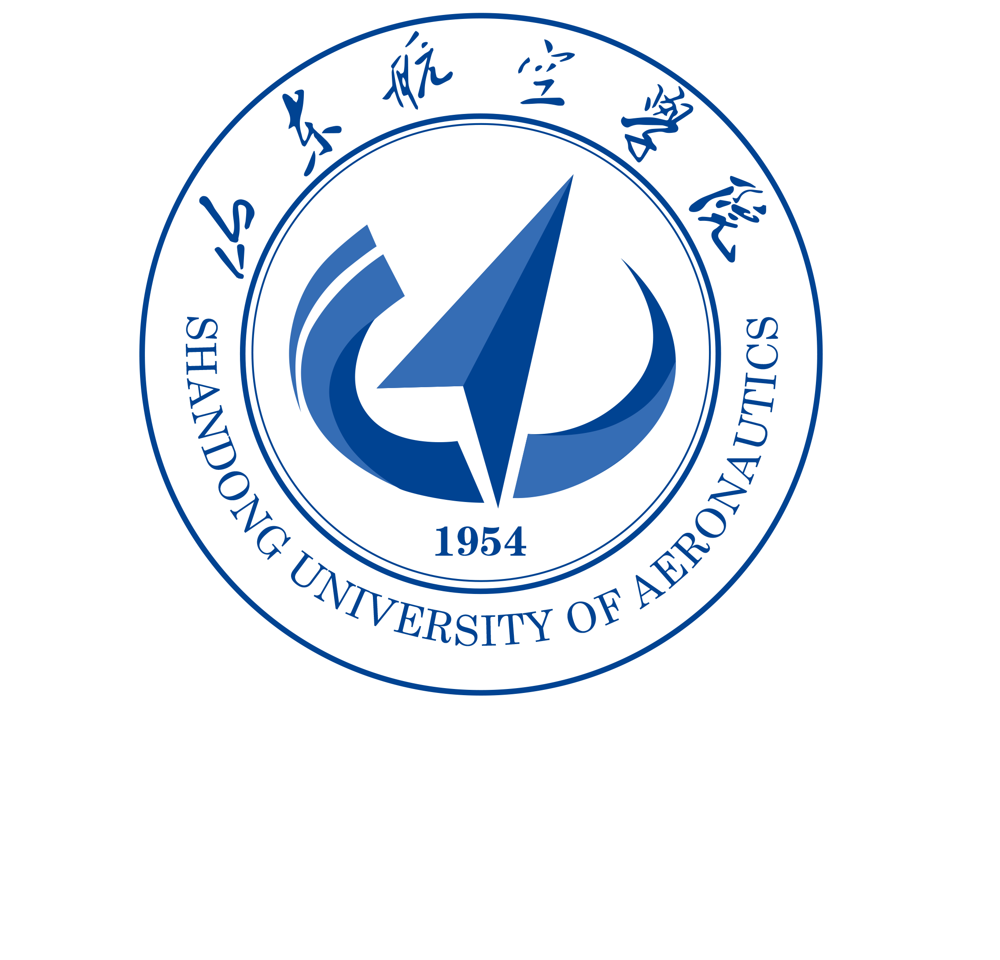 山东航空学院
1954
SHANDONG UNIVERSITY OF AERONAUTICS